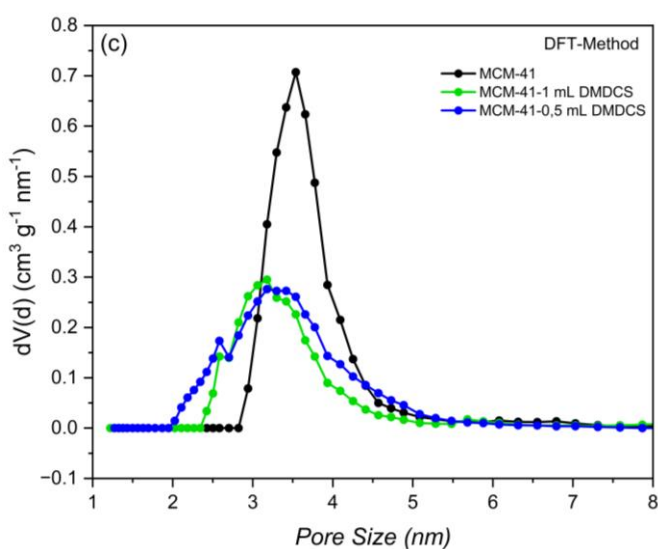 (c)
DFT-Method
MCM-41
MCM-41-1 mL DMDCS
MCM-41-0,5 mL DMDCS
dV(d) (cm³ g⁻¹ nm⁻¹)
0.8
0.7
0.6
0.5
0.4
0.3
0.2
0.1
0.0
−0.1
1 2 3 4 5 6 7 8
Pore Size (nm)